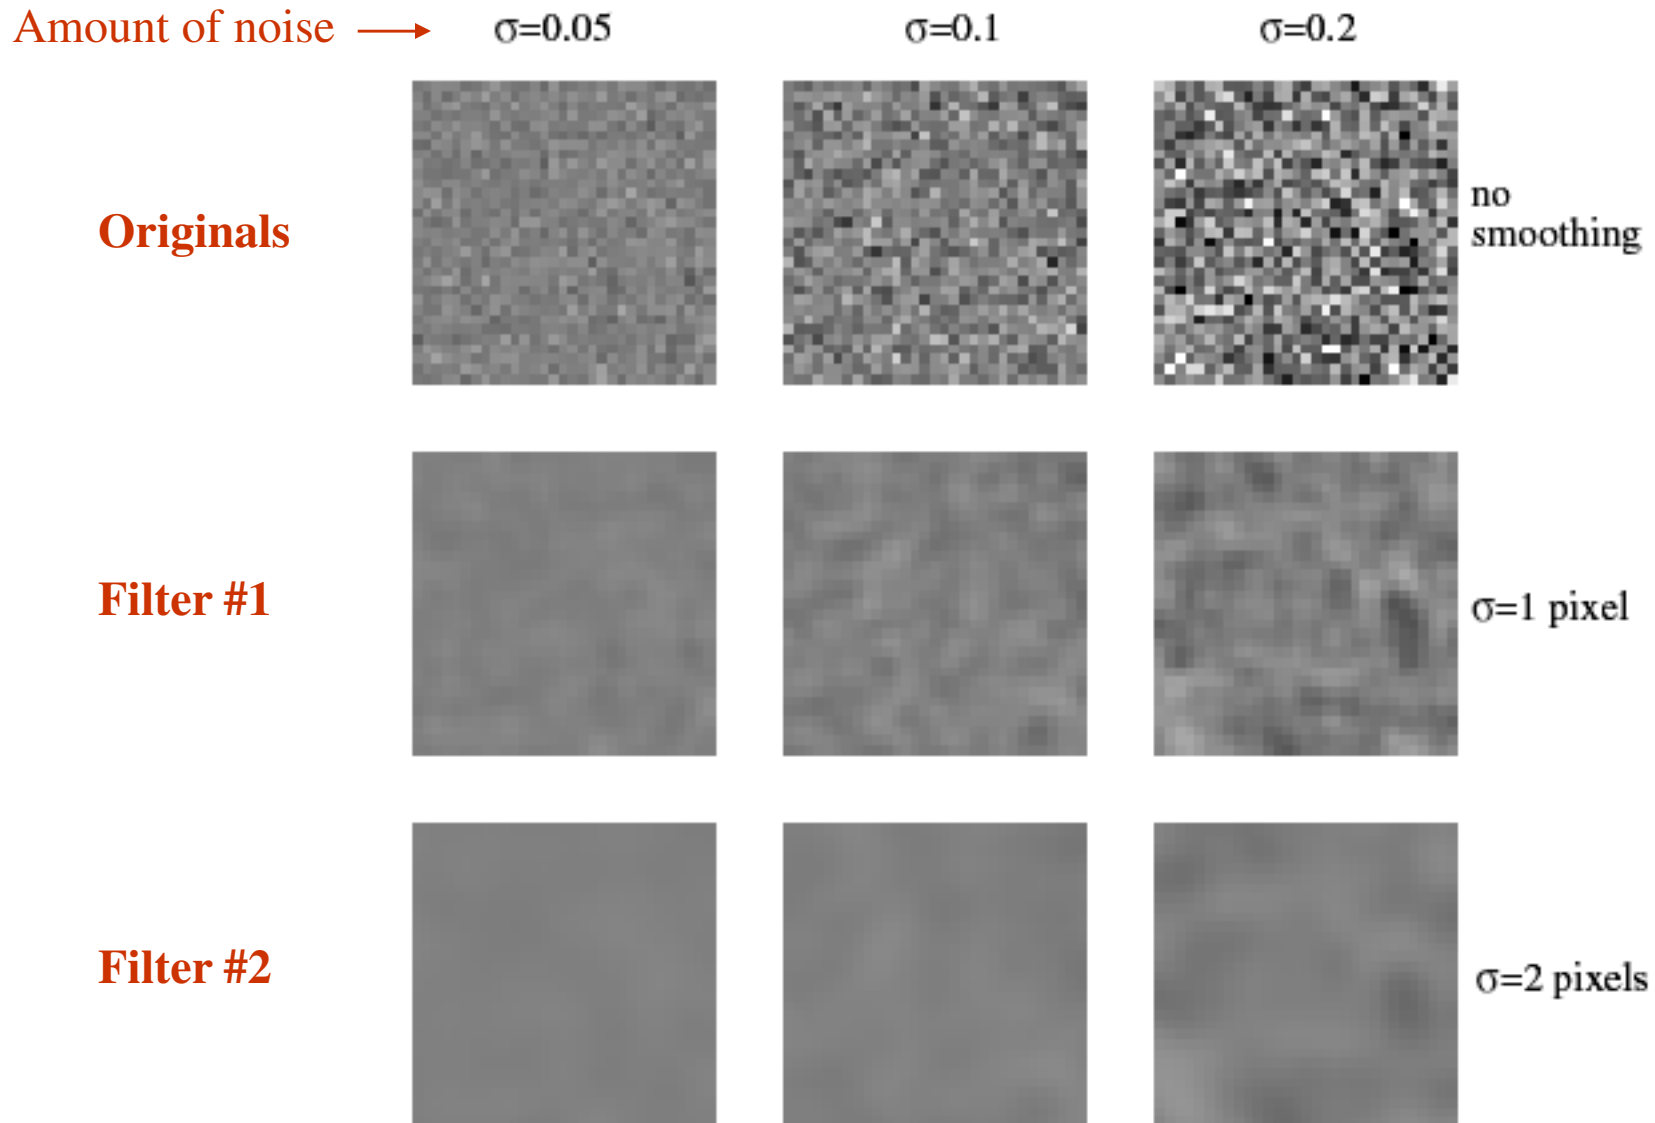 Amount of noise → σ=0.05 σ=0.1 σ=0.2
Originals
no
smoothing
Filter #1
σ=1 pixel
Filter #2
σ=2 pixels